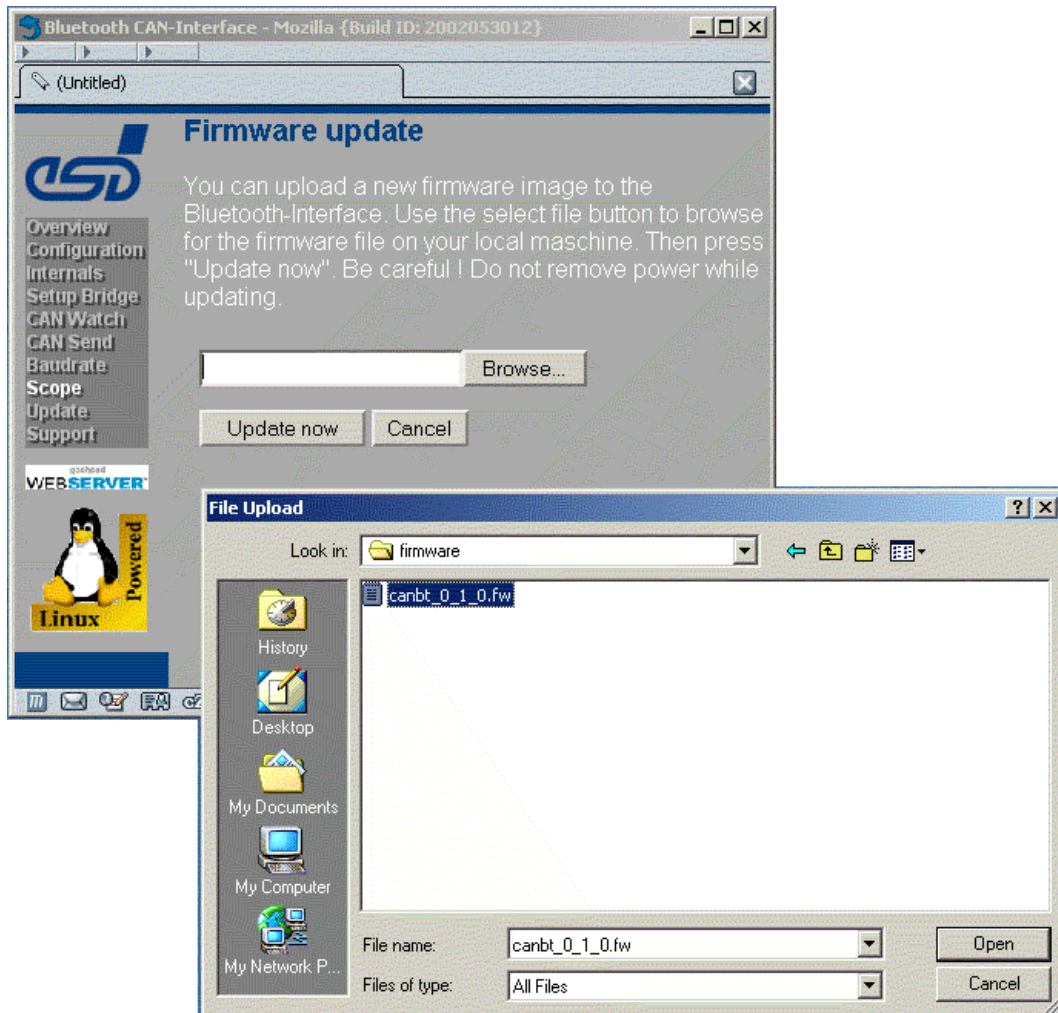 Bluetooth CAN-Interface - Mozilla {Build ID: 2002053012}
(Untitled)
esd
Firmware update
You can upload a new firmware image to the
Bluetooth-Interface. Use the select file button to browse
for the firmware file on your local maschine. Then press
"Update now". Be careful ! Do not remove power while
updating.
Overview
Configuration
Internals
Setup Bridge
CAN Watch
CAN Send
Baudrate
Scope
Update
Support
Browse...
Update now
Cancel
goahead
WEBSERVER
Linux
Powered
File Upload
Look in:
firmware
canbt_0_1_0.fw
History
Desktop
My Documents
My Computer
My Network P...
File name:
canbt_0_1_0.fw
Open
Files of type:
All Files
Cancel